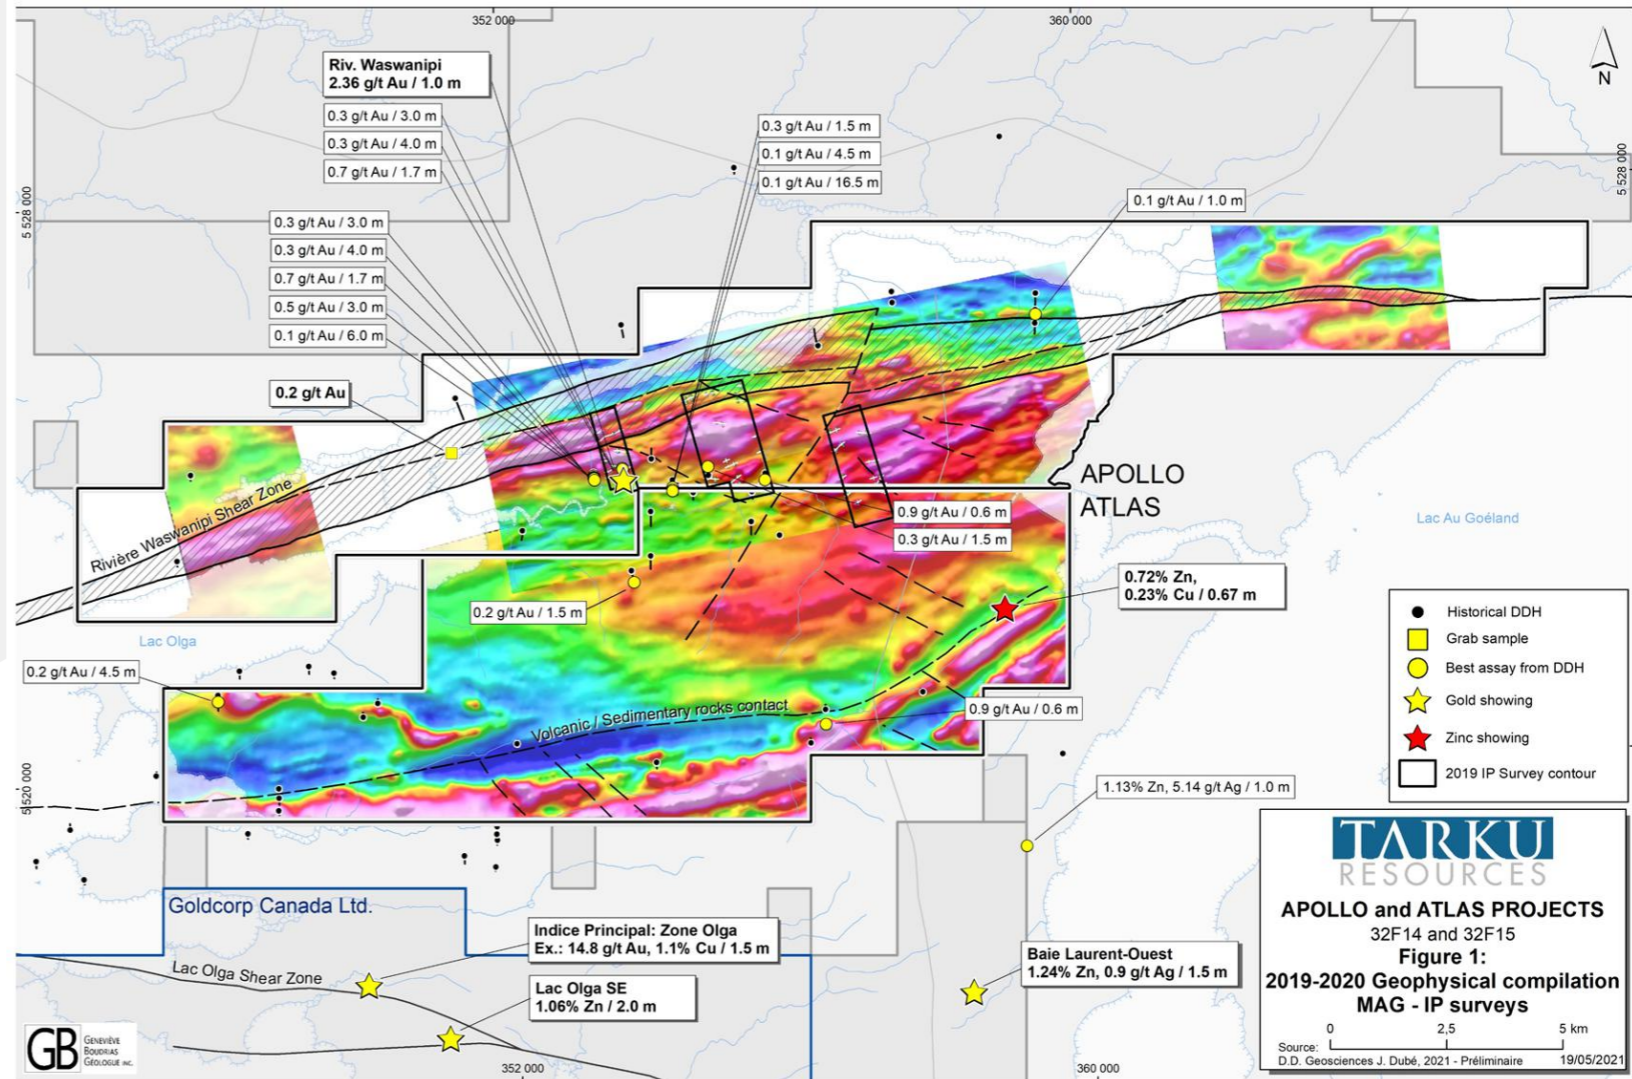 352 000
360 000
N
5 528 000
5 528 000
Riv. Waswanipi
2.36 g/t Au / 1.0 m
0.3 g/t Au / 3.0 m
0.3 g/t Au / 4.0 m
0.7 g/t Au / 1.7 m
0.3 g/t Au / 1.5 m
0.1 g/t Au / 4.5 m
0.1 g/t Au / 16.5 m
0.1 g/t Au / 1.0 m
0.3 g/t Au / 3.0 m
0.3 g/t Au / 4.0 m
0.7 g/t Au / 1.7 m
0.5 g/t Au / 3.0 m
0.1 g/t Au / 6.0 m
0.2 g/t Au
Rivière Waswanipi Shear Zone
APOLLO
ATLAS
0.9 g/t Au / 0.6 m
0.3 g/t Au / 1.5 m
Lac Au Goéland
0.72% Zn,
0.23% Cu / 0.67 m
0.2 g/t Au / 1.5 m
Lac Olga
0.2 g/t Au / 4.5 m
Volcanic / Sedimentary rocks contact
0.9 g/t Au / 0.6 m
Historical DDH
Grab sample
Best assay from DDH
Gold showing
Zinc showing
2019 IP Survey contour
5 520 000
1.13% Zn, 5.14 g/t Ag / 1.0 m
Goldcorp Canada Ltd.
Lac Olga Shear Zone
Indice Principal: Zone Olga
Ex.: 14.8 g/t Au, 1.1% Cu / 1.5 m
Lac Olga SE
1.06% Zn / 2.0 m
Baie Laurent-Ouest
1.24% Zn, 0.9 g/t Ag / 1.5 m
TARKU
RESOURCES
APOLLO and ATLAS PROJECTS
32F14 and 32F15
Figure 1:
2019-2020 Geophysical compilation
MAG - IP surveys
0 2,5 5 km
Source:
D.D. Geosciences J. Dubé, 2021 - Préliminaire 19/05/2021
GB
GENEVIÈVE
BOUDRIAS
GÉOLOGUE INC.
352 000
360 000